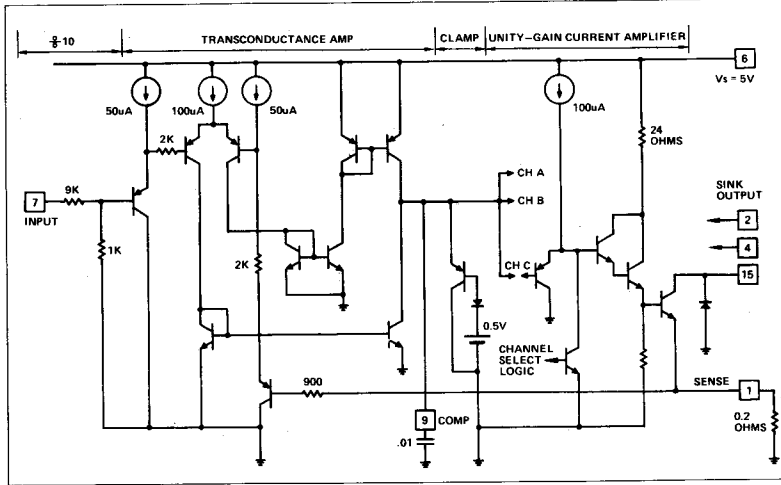 ÷ 10
TRANSCONDUCTANCE AMP
CLAMP
UNITY-GAIN CURRENT AMPLIFIER
6
Vs = 5V
50uA
100uA
50uA
100uA
24
OHMS
2K
CH A
CH B
SINK
OUTPUT
2
7
9K
INPUT
4
1K
2K
CH C
15
0.5V
CHANNEL
SELECT
LOGIC
900
SENSE
1
9
COMP
0.2
OHMS
.01